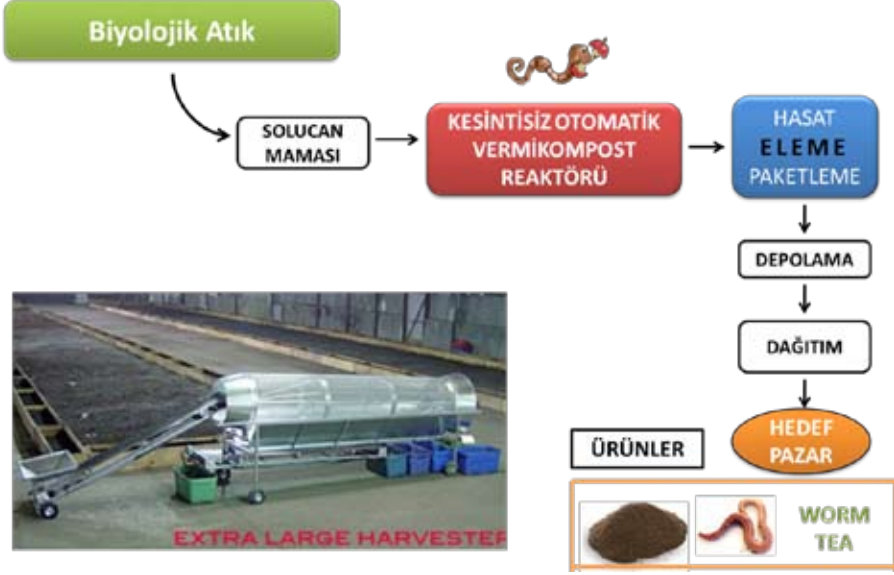 Biyolojik Atık
SOLUCAN
MAMASI
KESİNTİSİZ OTOMATİK
VERMİKOMPOST
REAKTÖRÜ
HASAT
ELEME
PAKETLEME
DEPOLAMA
DAĞITIM
HEDEF
PAZAR
EXTRA LARGE HARVESTER
ÜRÜNLER
WORM
TEA